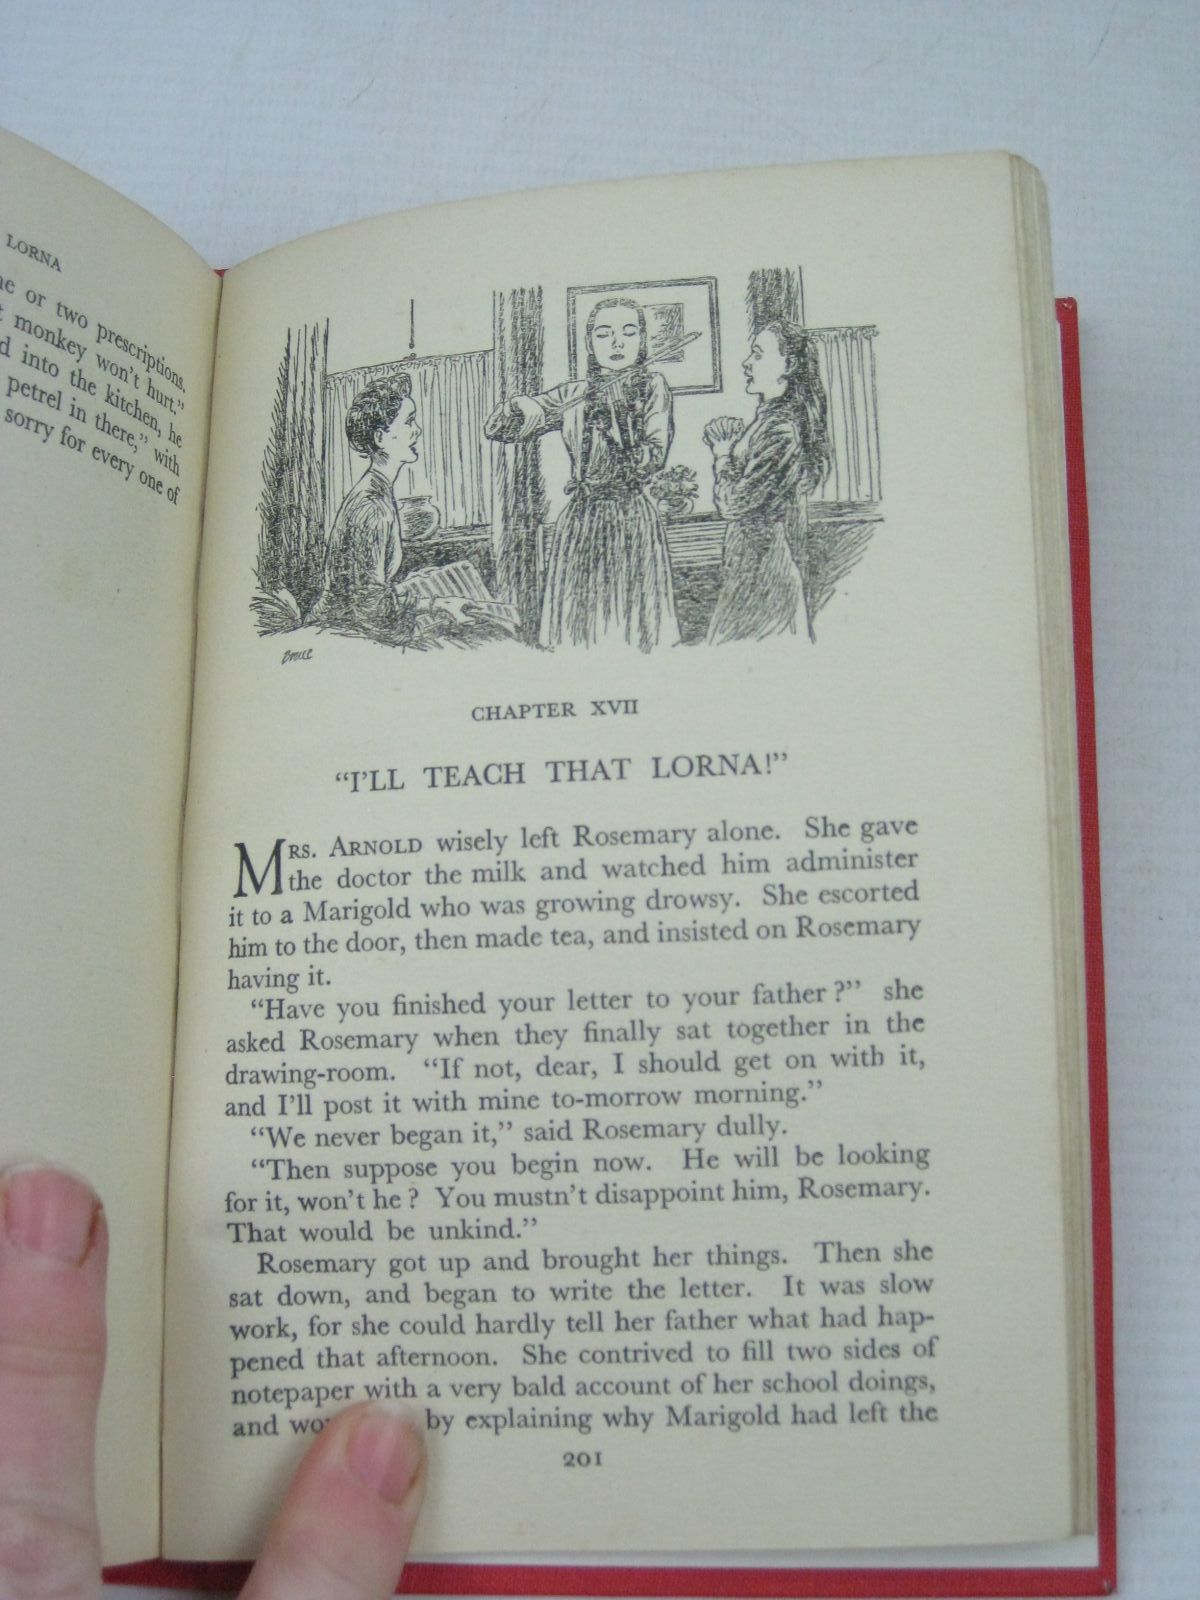 LORNA
or two prescriptions.
monkey won't hurt."
into the kitchen, he
petrel in there," with
sorry for every one of
Bruce
CHAPTER XVII
"I'LL TEACH THAT LORNA!"
MRS. ARNOLD wisely left Rosemary alone. She gave
the doctor the milk and watched him administer
it to a Marigold who was growing drowsy. She escorted
him to the door, then made tea, and insisted on Rosemary
having it.
"Have you finished your letter to your father?" she
asked Rosemary when they finally sat together in the
drawing-room. "If not, dear, I should get on with it,
and I'll post it with mine to-morrow morning."
"We never began it," said Rosemary dully.
"Then suppose you begin now. He will be looking
for it, won't he? You mustn't disappoint him, Rosemary.
That would be unkind."
Rosemary got up and brought her things. Then she
sat down, and began to write the letter. It was slow
work, for she could hardly tell her father what had hap-
pened that afternoon. She contrived to fill two sides of
notepaper with a very bald account of her school doings,
and by explaining why Marigold had left the
201